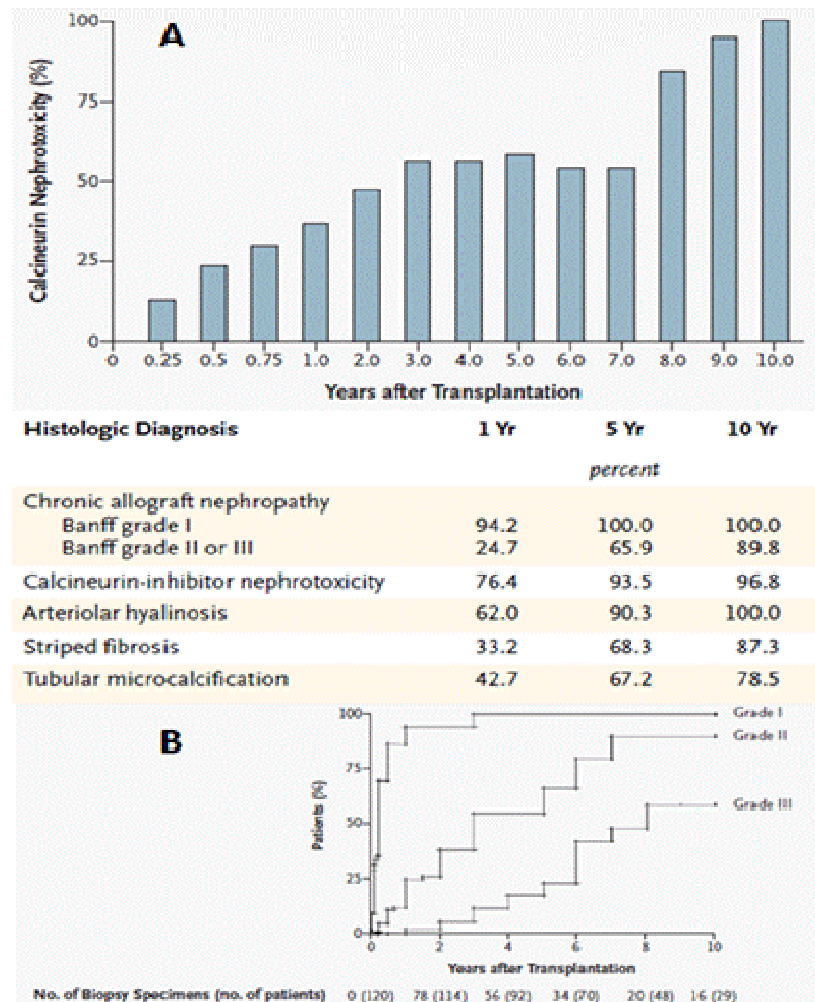 A
Calcineurin Nephrotoxicity (%)
100
75
50
25
0
0 0.25 0.5 0.75 1.0 2.0 3.0 4.0 5.0 6.0 7.0 8.0 9.0 10.0
Years after Transplantation
Histologic Diagnosis 1 Yr 5 Yr 10 Yr
percent
Chronic allograft nephropathy
Banff grade I 94.2 100.0 100.0
Banff grade II or III 24.7 65.9 89.8
Calcineurin-inhibitor nephrotoxicity 76.4 93.5 96.8
Arteriolar hyalinosis 62.0 90.3 100.0
Striped fibrosis 33.2 68.3 87.3
Tubular microcalcification 42.7 67.2 78.5
B
Patients (%)
100
75
50
25
0
Grade I
Grade II
Grade III
0 2 4 6 8 10
Years after Transplantation
No. of Biopsy Specimens (no. of patients) 0 (120) 78 (114) 56 (92) 34 (70) 20 (48) 16 (29)